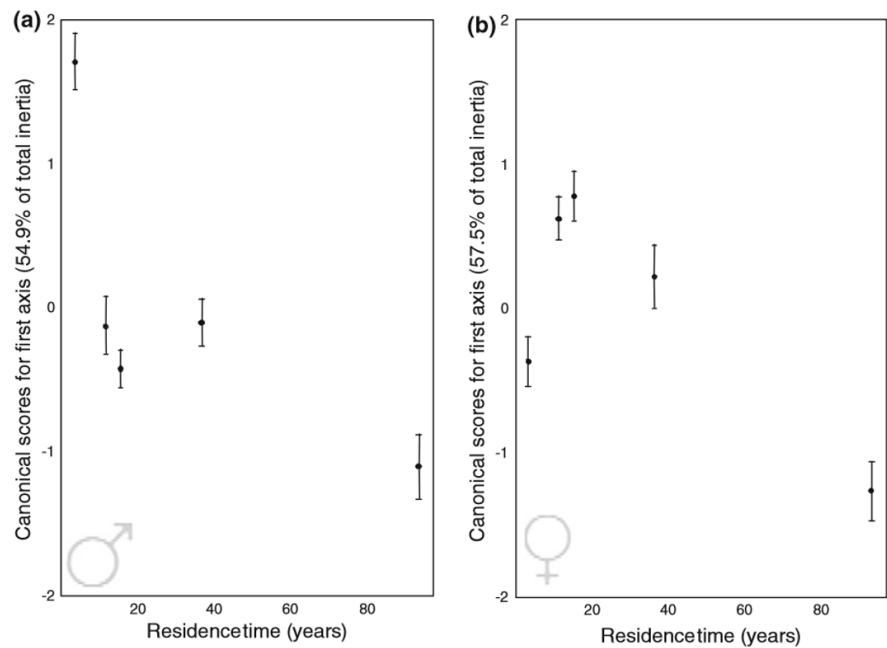 (a)
Canonical scores for first axis (54.9% of total inertia)
2
1
0
-1
-2
20 40 60 80
Residencetime (years)
(b)
Canonical scores for first axis (57.5% of total inertia)
2
1
0
-1
-2
20 40 60 80
Residencetime (years)